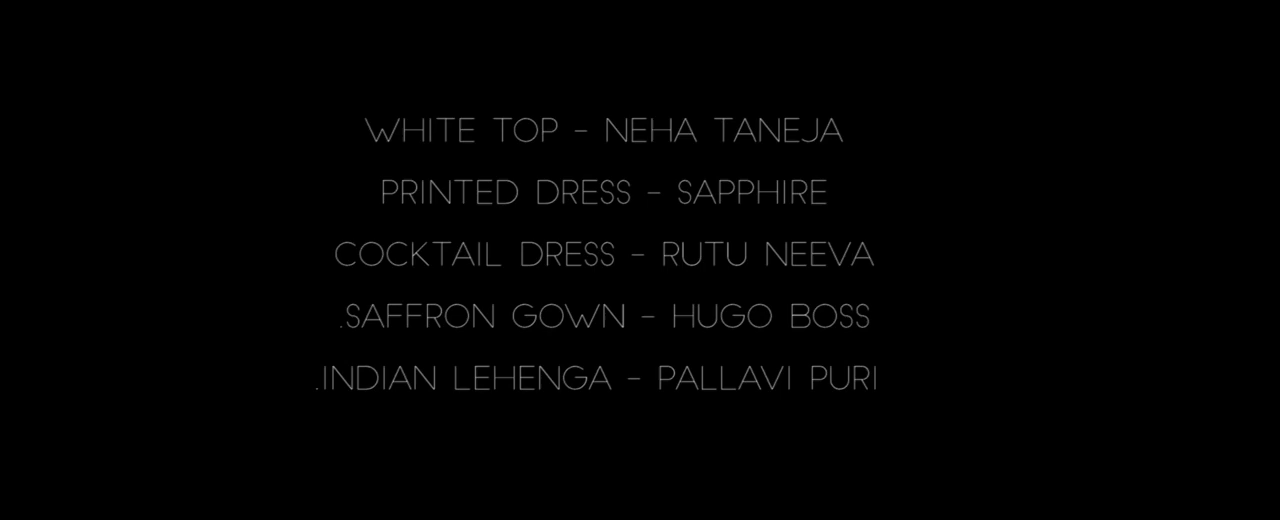 WHITE TOP - NEHA TANEJA
PRINTED DRESS - SAPPHIRE
COCKTAIL DRESS - RUTU NEEVA
.SAFFRON GOWN - HUGO BOSS
.INDIAN LEHENGA - PALLAVI PURI